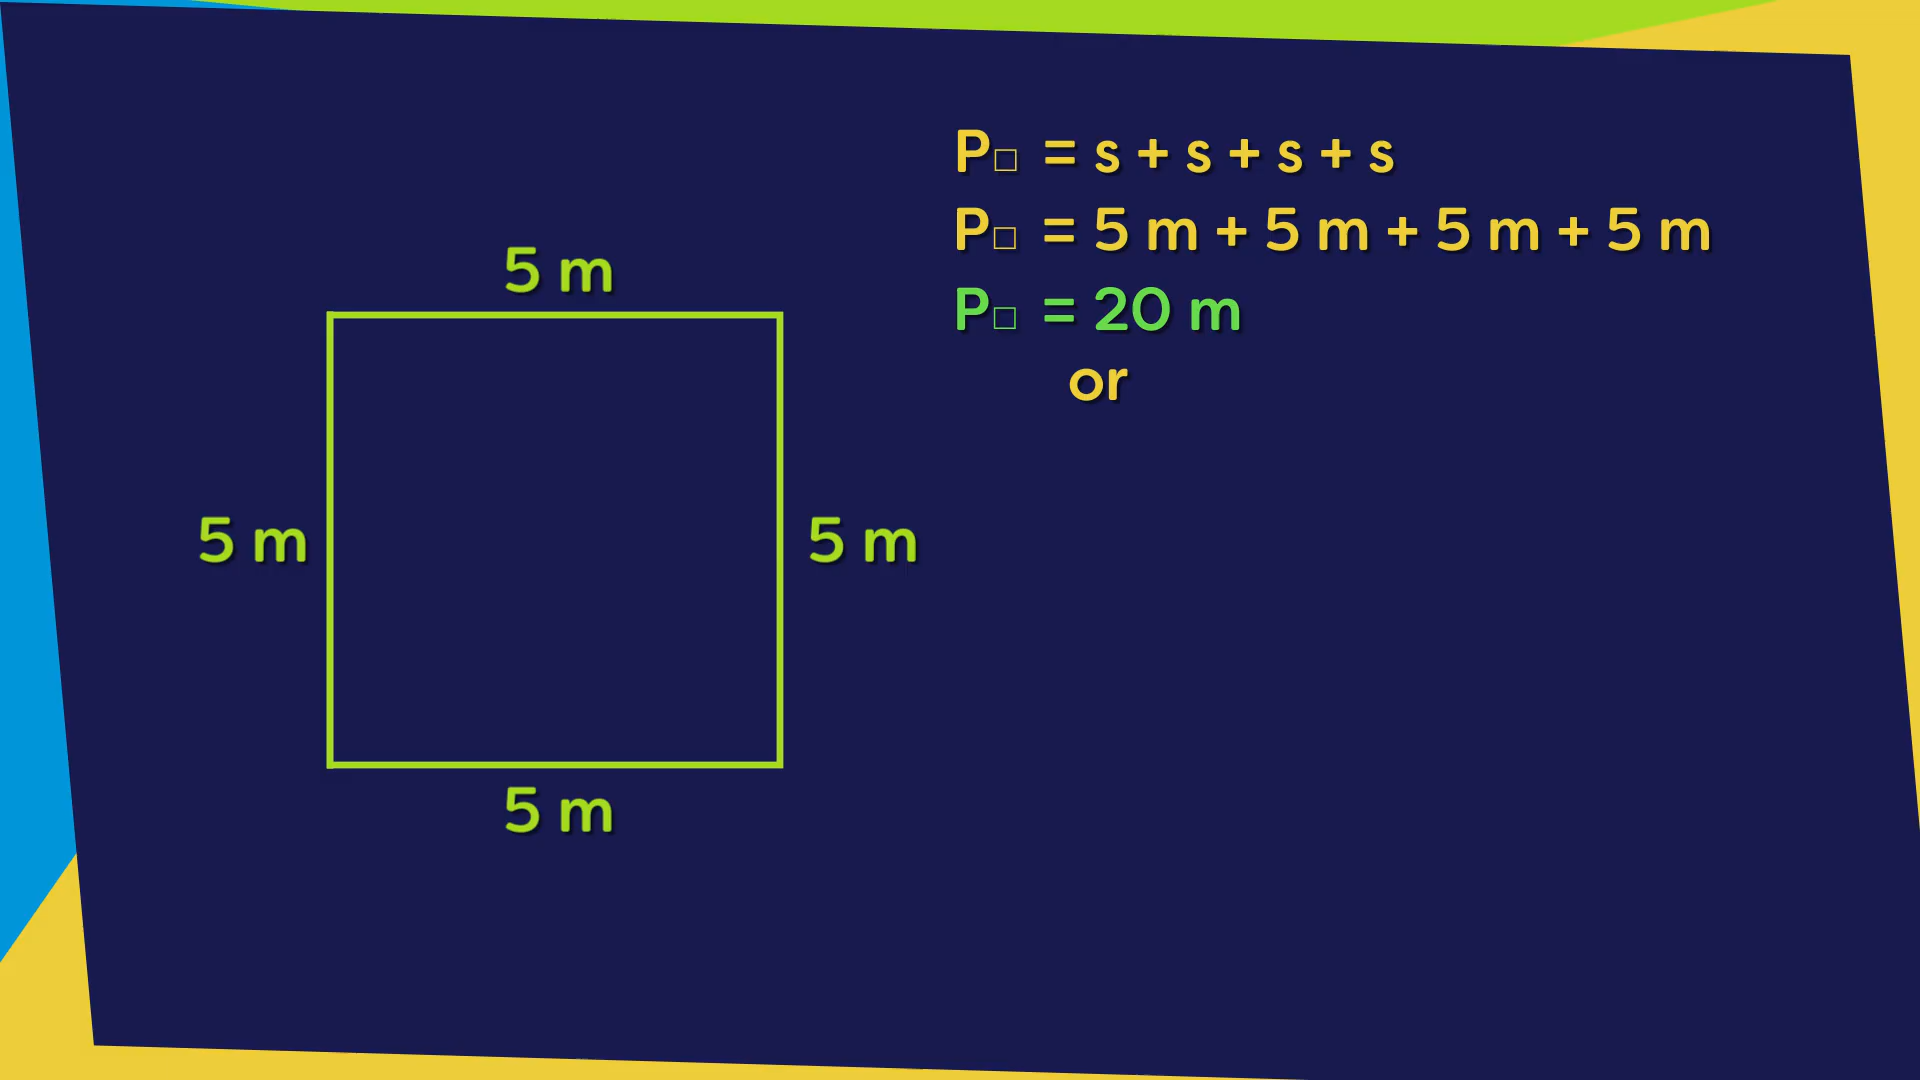 P□ = s + s + s + s
P□ = 5 m + 5 m + 5 m + 5 m
P□ = 20 m
or
5 m
5 m
5 m
5 m